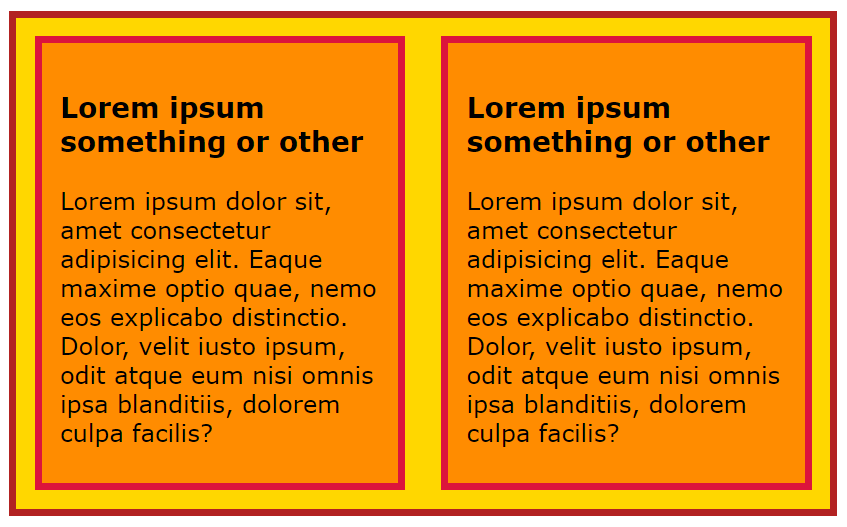 Lorem ipsum
something or other
Lorem ipsum dolor sit,
amet consectetur
adipisicing elit. Eaque
maxime optio quae, nemo
eos explicabo distinctio.
Dolor, velit iusto ipsum,
odit atque eum nisi omnis
ipsa blanditiis, dolorem
culpa facilis?
Lorem ipsum
something or other
Lorem ipsum dolor sit,
amet consectetur
adipisicing elit. Eaque
maxime optio quae, nemo
eos explicabo distinctio.
Dolor, velit iusto ipsum,
odit atque eum nisi omnis
ipsa blanditiis, dolorem
culpa facilis?